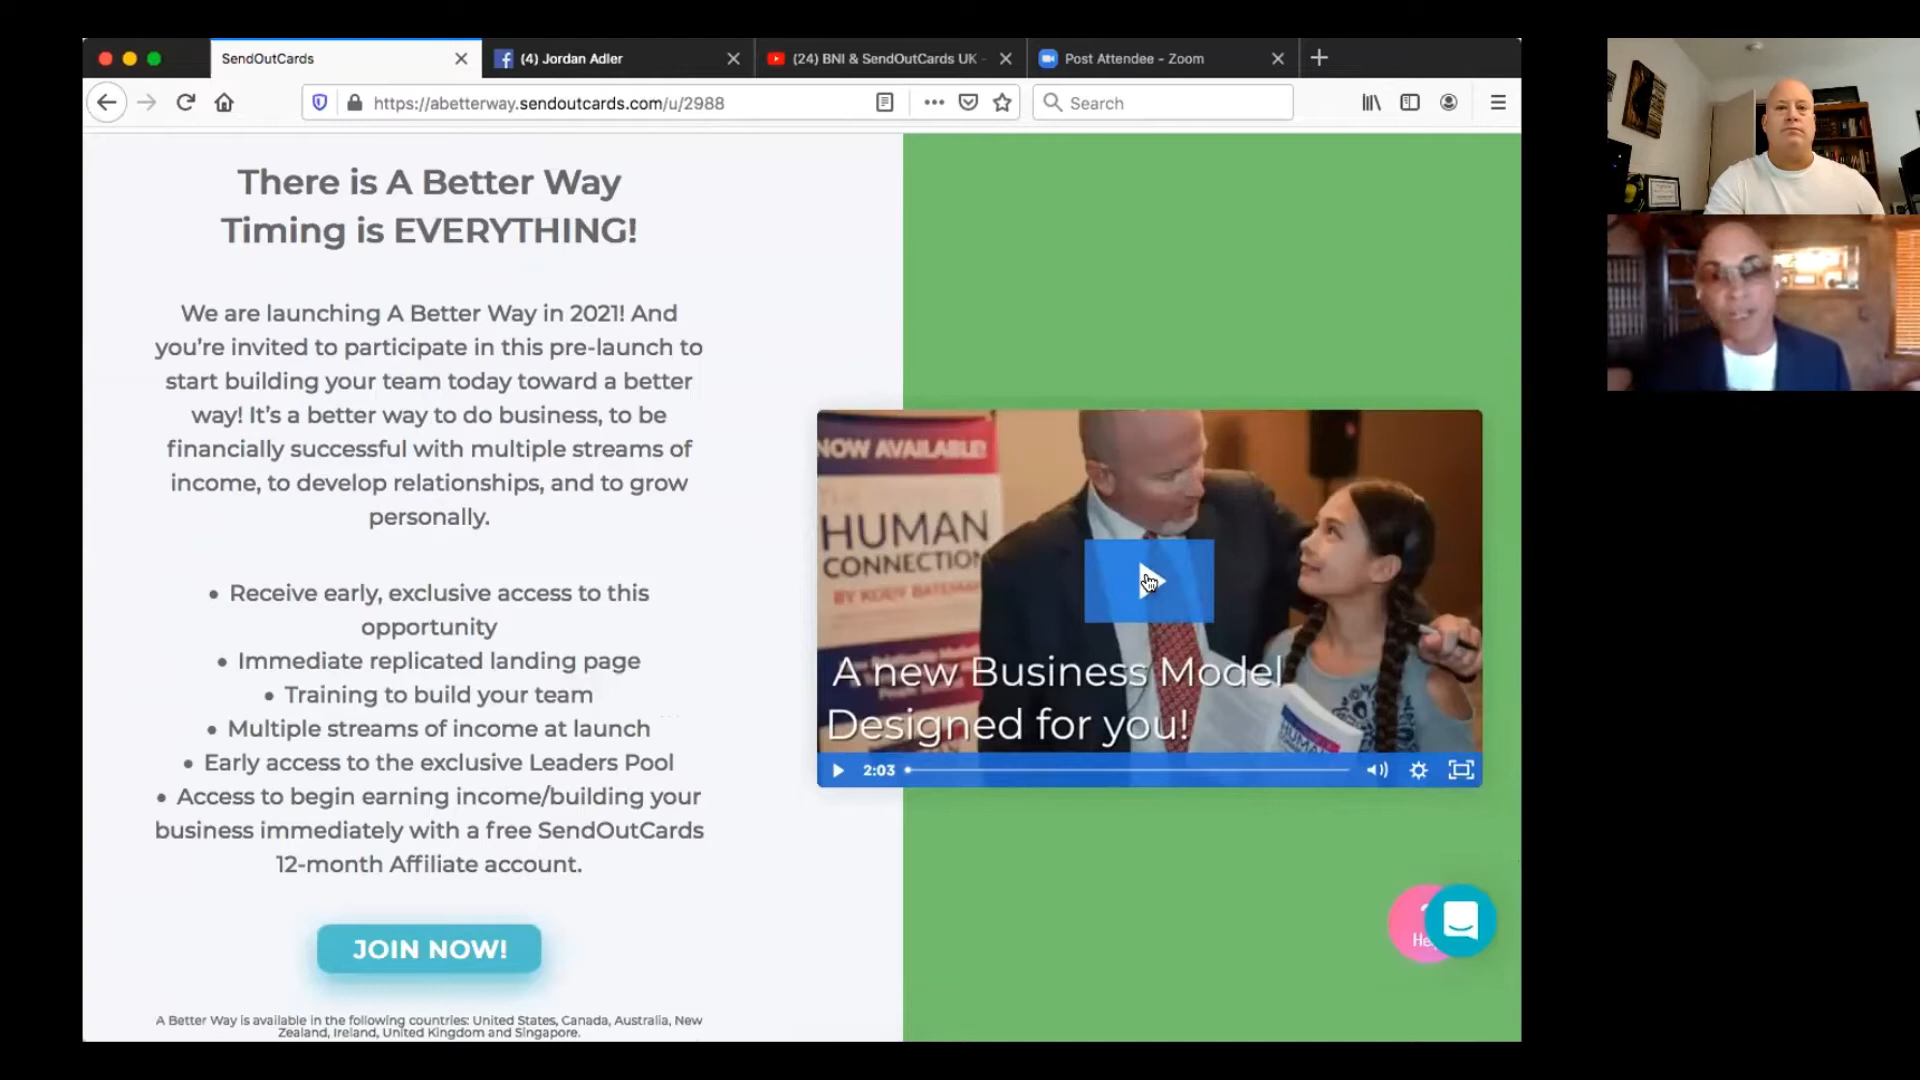 SendOutCards
(4) Jordan Adler
(24) BNI & SendOutCards UK -
Post Attendee - Zoom
https://abetterway.sendoutcards.com/u/2988
Search
There is A Better Way
Timing is EVERYTHING!
We are launching A Better Way in 2021! And
you're invited to participate in this pre-launch to
start building your team today toward a better
way! It's a better way to do business, to be
financially successful with multiple streams of
income, to develop relationships, and to grow
personally.
• Receive early, exclusive access to this
opportunity
• Immediate replicated landing page
• Training to build your team
• Multiple streams of income at launch
• Early access to the exclusive Leaders Pool
• Access to begin earning income/building your
business immediately with a free SendOutCards
12-month Affiliate account.
JOIN NOW!
A Better Way is available in the following countries: United States, Canada, Australia, New
Zealand, Ireland, United Kingdom and Singapore.
NOW AVAILABLE!
HUMAN
CONNECTION
BY KODY BATEMAN
A new Business Model
Designed for you!
2:03